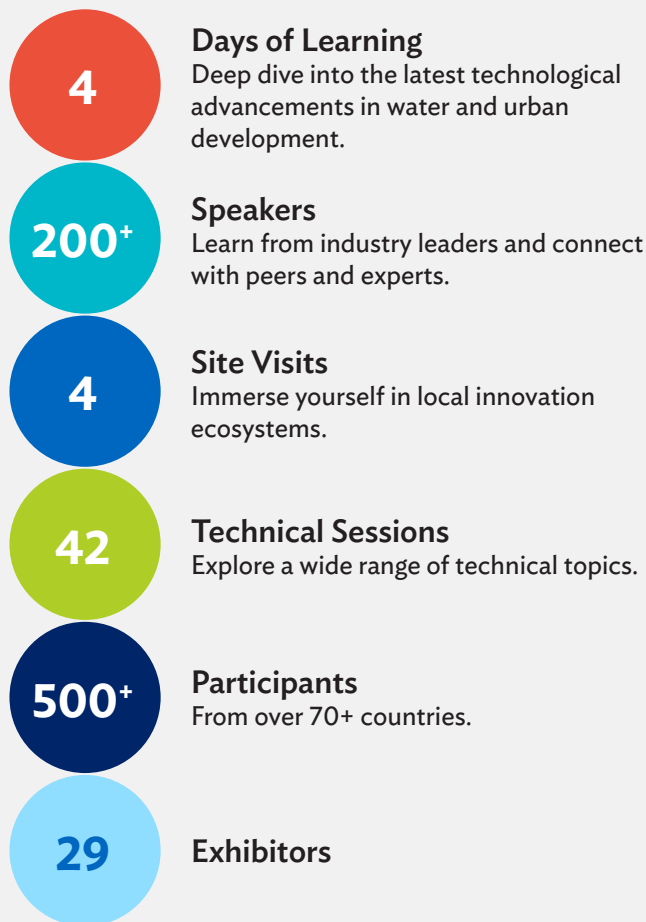 4
Days of Learning
Deep dive into the latest technological
advancements in water and urban
development.
200+
Speakers
Learn from industry leaders and connect
with peers and experts.
4
Site Visits
Immerse yourself in local innovation
ecosystems.
42
Technical Sessions
Explore a wide range of technical topics.
500+
Participants
From over 70+ countries.
29
Exhibitors